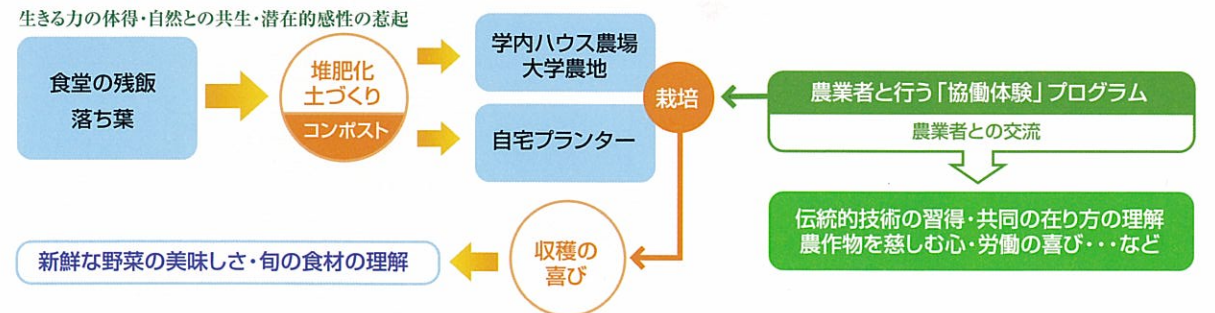 生きる力の体得・自然との共生・潜在的感性の惹起
食堂の残飯
落ち葉
堆肥化
土づくり
コンポスト
学内ハウス農場
大学農地
自宅プランター
栽培
農業者と行う「協働体験」プログラム
農業者との交流
伝統的技術の習得・共同の在り方の理解
農作物を慈しむ心・労働の喜び・・・など
収穫の
喜び
新鮮な野菜の美味しさ・旬の食材の理解